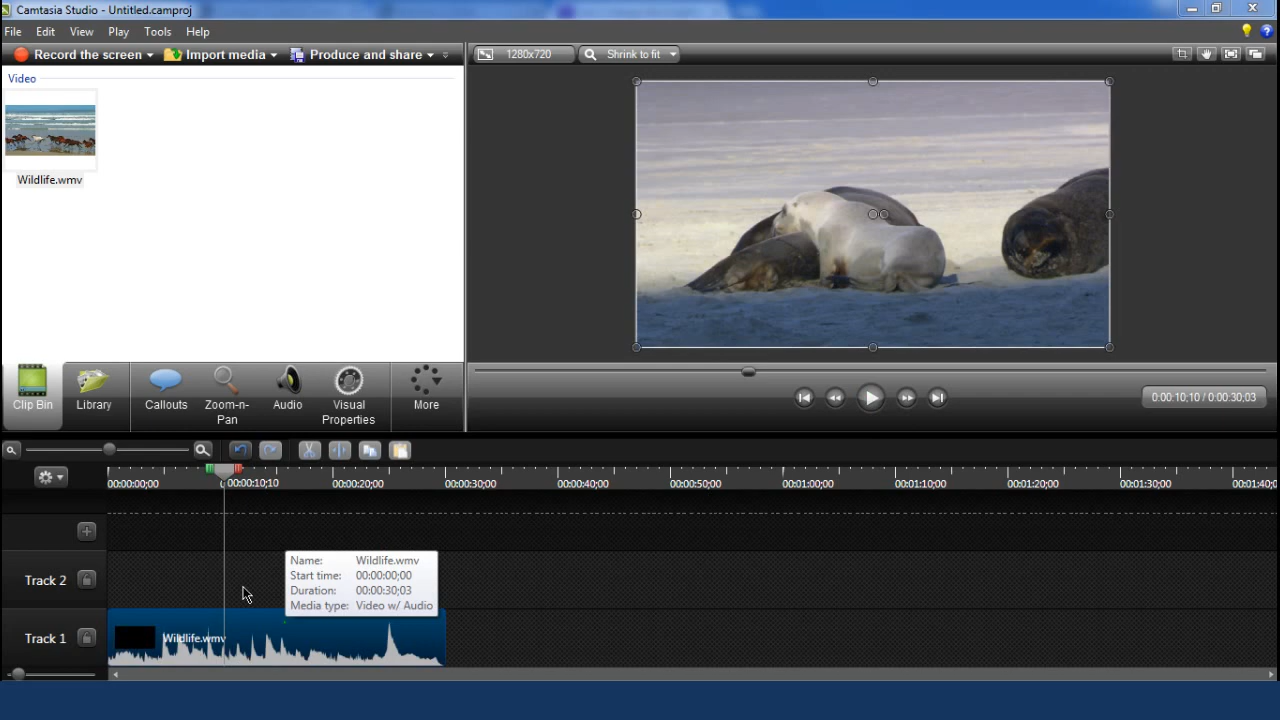 Camtasia Studio - Untitled.camproj
File Edit View Play Tools Help
Record the screen Import media Produce and share 1280x720 Shrink to fit
Video
Wildlife.wmv
Clip Bin Library Callouts Zoom-n-Pan Audio Visual Properties More
0:00:10;10 / 0:00:30;03
00:00:00;00 00:00:10;10 00:00:20;00 00:00:30;00 00:00:40;00 00:00:50;00 00:01:00;00 00:01:10;00 00:01:20;00 00:01:30;00
Name: Wildlife.wmv
Start time: 00:00:00;00
Track 2
Duration: 00:00:30;03
Media type: Video w/ Audio
Track 1 Wildlife.wmv